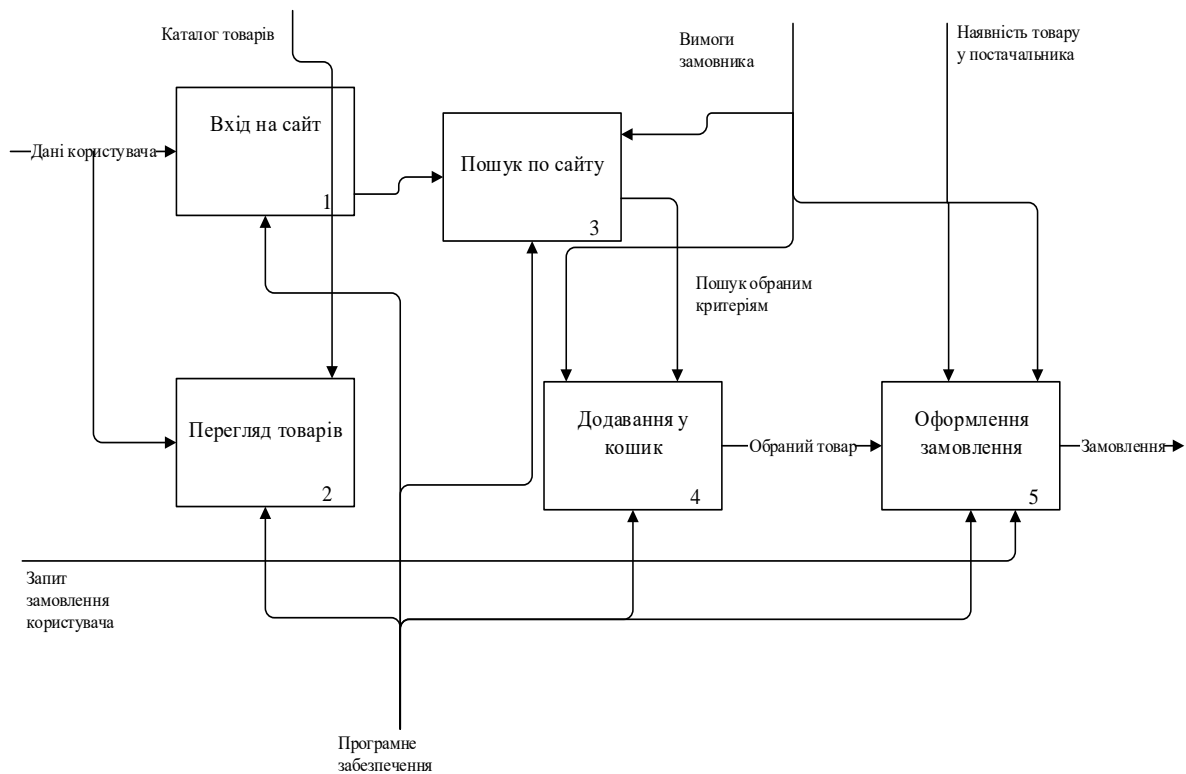 Каталог товарів
Вимоги
замовника
Наявність товару
у постачальника
Вхід на сайт
1
Дані користувача
Пошук по сайту
3
Пошук обраним
критеріям
Перегляд товарів
2
Додавання у
кошик
4
Обраний товар
Оформлення
замовлення
5
Замовлення
Запит
замовлення
користувача
Програмне
забезпечення